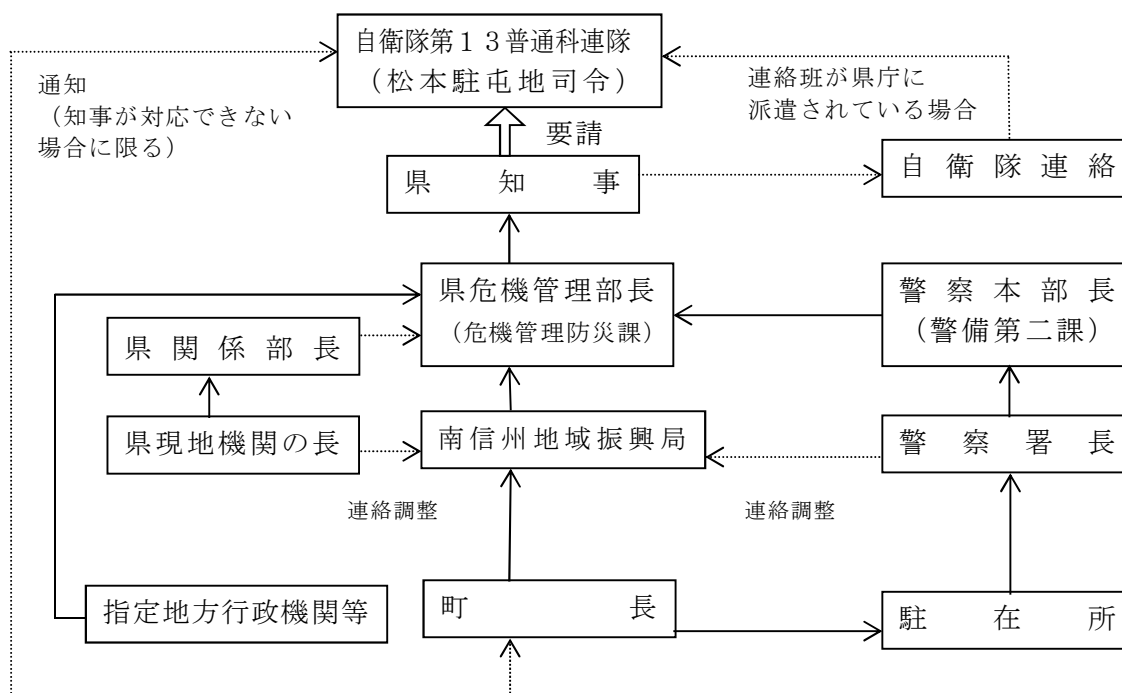 自衛隊第１３普通科連隊
（松本駐屯地司令）
通知
（知事が対応できない
場合に限る）
連絡班が県庁に
派遣されている場合
要請
県知事
自衛隊連絡
県危機管理部長
（危機管理防災課）
警察本部長
（警備第二課）
県関係部長
県現地機関の長
南信州地域振興局
警察署長
連絡調整
連絡調整
指定地方行政機関等
町長
駐在所